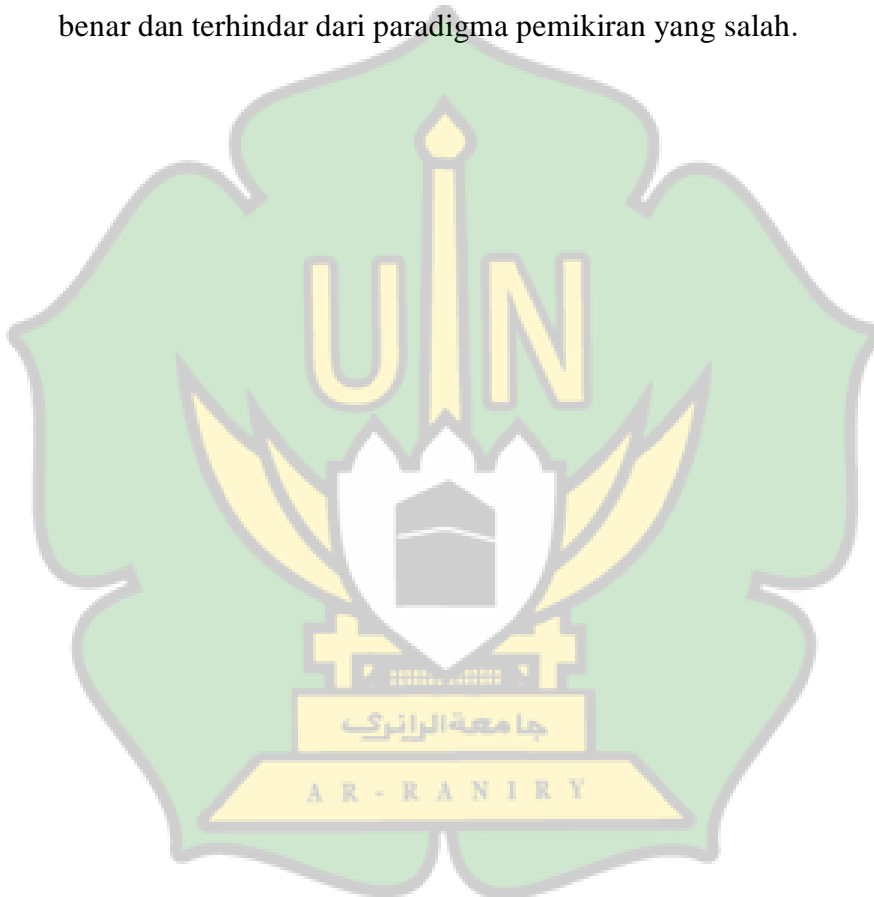 benar dan terhindar dari paradigma pemikiran yang salah.
UIN
جامعة الرانري
AR-RANIRY